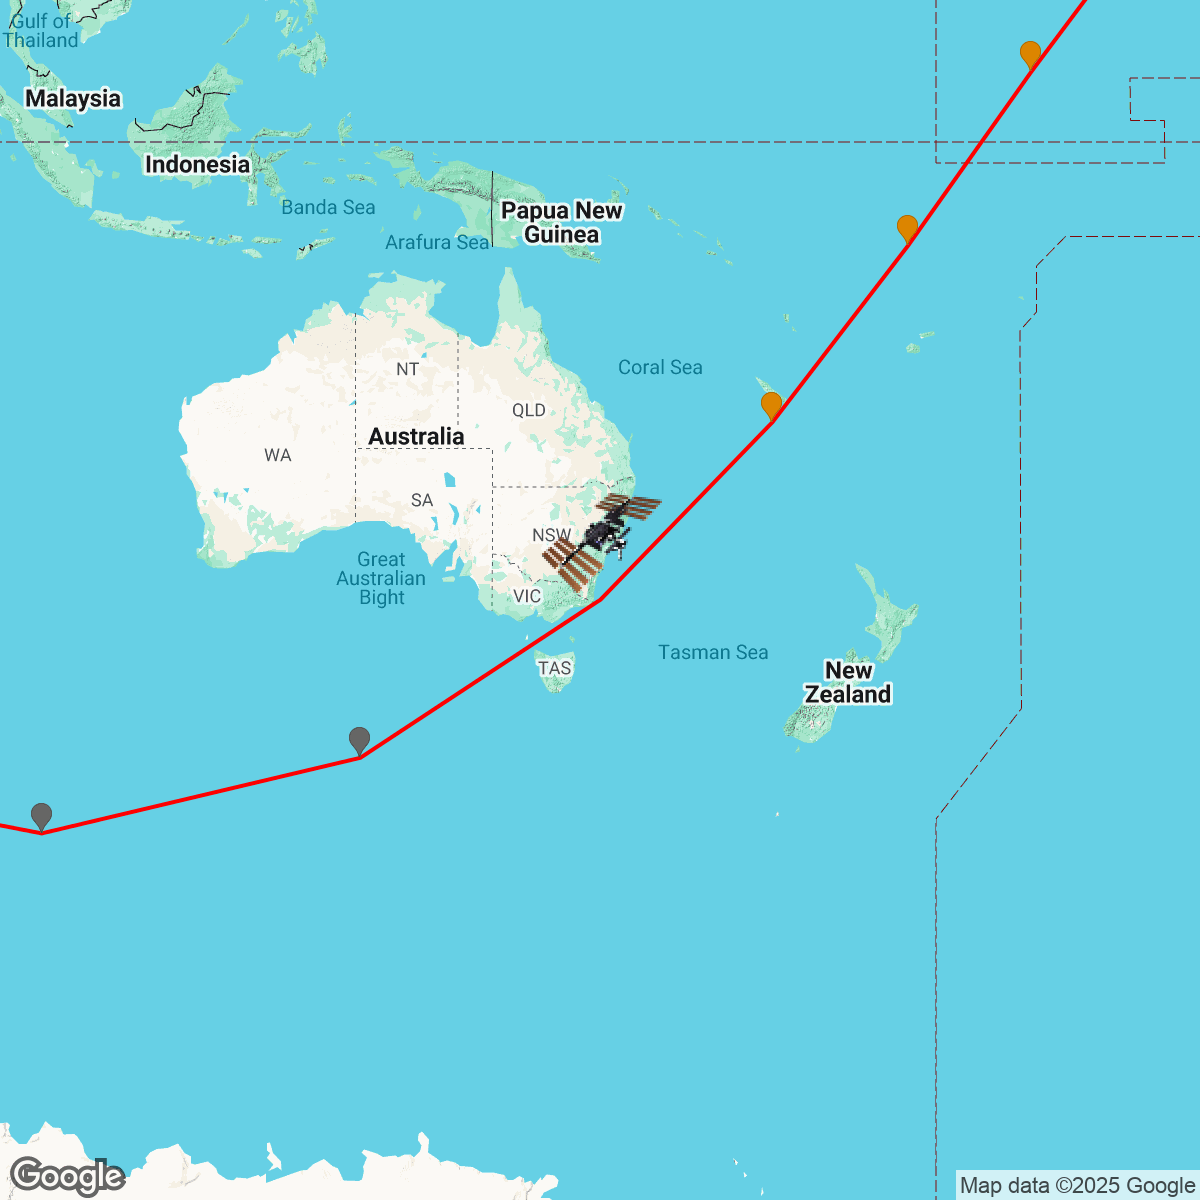 Gulf of
Thailand
Malaysia
Indonesia
Banda Sea
Papua New
Guinea
Arafura Sea
NT
Coral Sea
QLD
Australia
WA
SA
NSW
Great
Australian
Bight
VIC
TAS
Tasman Sea
New
Zealand
Google
Map data ©2025 Google